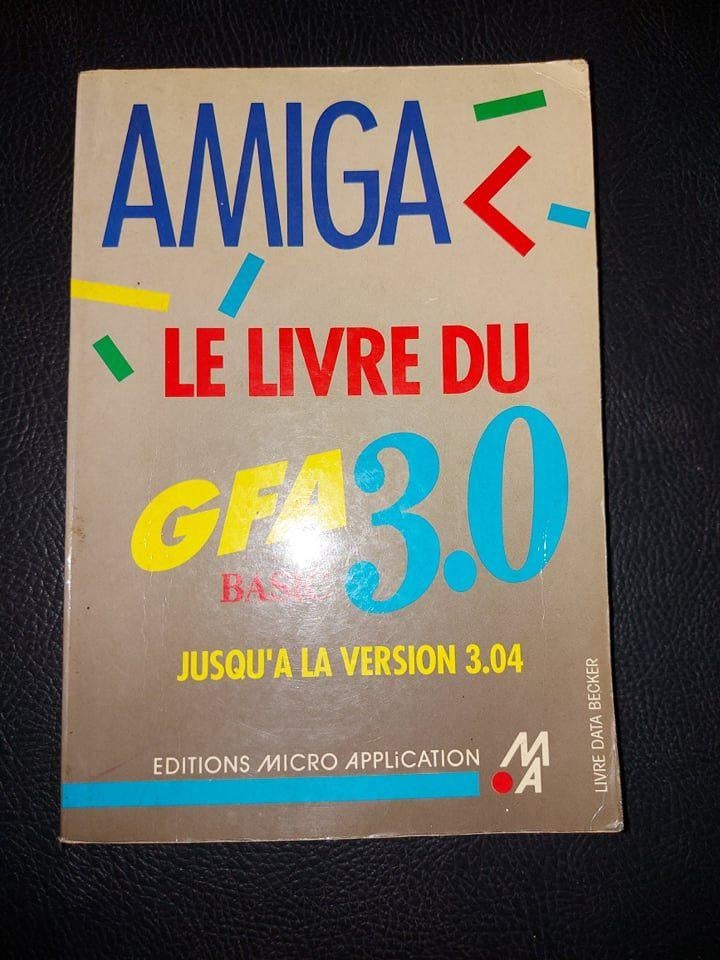 AMIGA
LE LIVRE DU
GFA 3.0
BASIC
JUSQU'A LA VERSION 3.04
EDITIONS MICRO APPLICATION
MA
LIVRE DATA BECKER